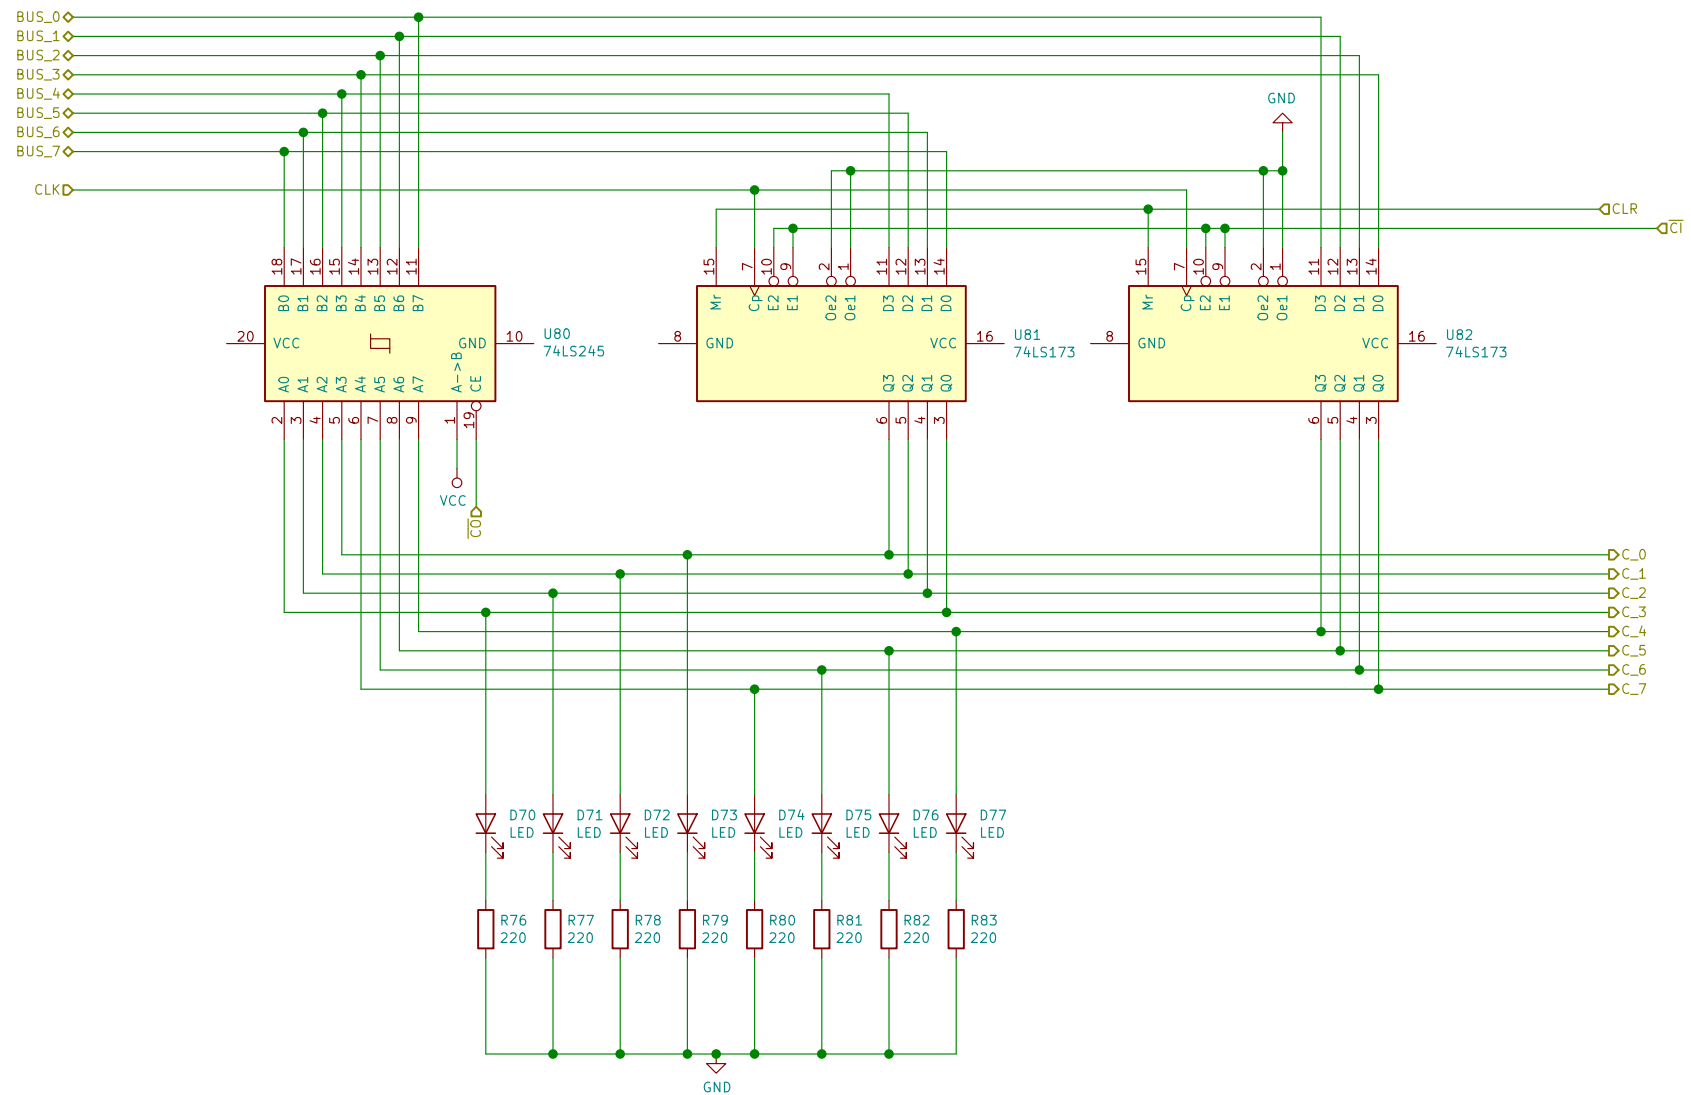 BUS_0
BUS_1
BUS_2
BUS_3
BUS_4
BUS_5
BUS_6
BUS_7
CLK
GND
CLR
CI
18 17 16 15 14 13 12 11
15 7 10 9 2 1 11 12 13 14
15 7 10 9 2 1 11 12 13 14
B0 B1 B2 B3 B4 B5 B6 B7
Mr Cp E2 E1 Oe2 Oe1 D3 D2 D1 D0
Mr Cp E2 E1 Oe2 Oe1 D3 D2 D1 D0
20 VCC GND 10
U80
74LS245
8 GND VCC 16
U81
74LS173
8 GND VCC 16
U82
74LS173
A0 A1 A2 A3 A4 A5 A6 A7 A->B CE
Q3 Q2 Q1 Q0
Q3 Q2 Q1 Q0
2 3 4 5 6 7 8 9 1 19
6 5 4 3
6 5 4 3
VCC
CO
C_0
C_1
C_2
C_3
C_4
C_5
C_6
C_7
D70 D71 D72 D73 D74 D75 D76 D77
LED LED LED LED LED LED LED LED
R76 R77 R78 R79 R80 R81 R82 R83
220 220 220 220 220 220 220 220
GND